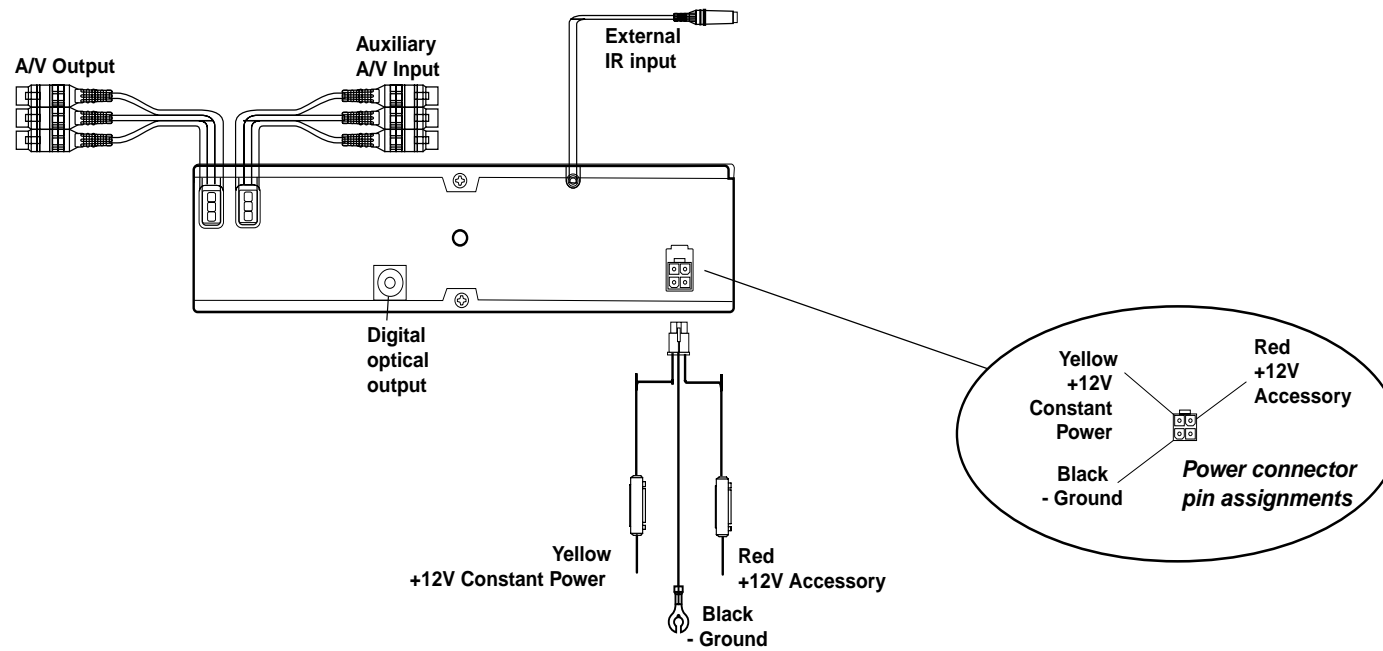 External
IR input
Auxiliary
A/V Input
A/V Output
Digital
optical
output
Yellow
+12V
Constant
Power
Red
+12V
Accessory
Black
- Ground
Power connector
pin assignments
Yellow
+12V Constant Power
Red
+12V Accessory
Black
- Ground